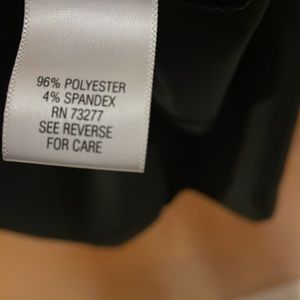 96% POLYESTER
4% SPANDEX
RN 73277
SEE REVERSE
FOR CARE